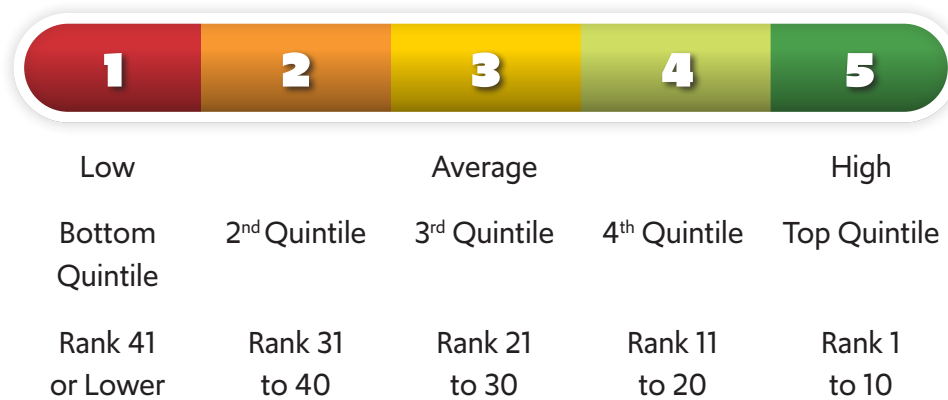 1 2 3 4 5
Low Average High
Bottom Quintile 2nd Quintile 3rd Quintile 4th Quintile Top Quintile
Rank 41 or Lower Rank 31 to 40 Rank 21 to 30 Rank 11 to 20 Rank 1 to 10